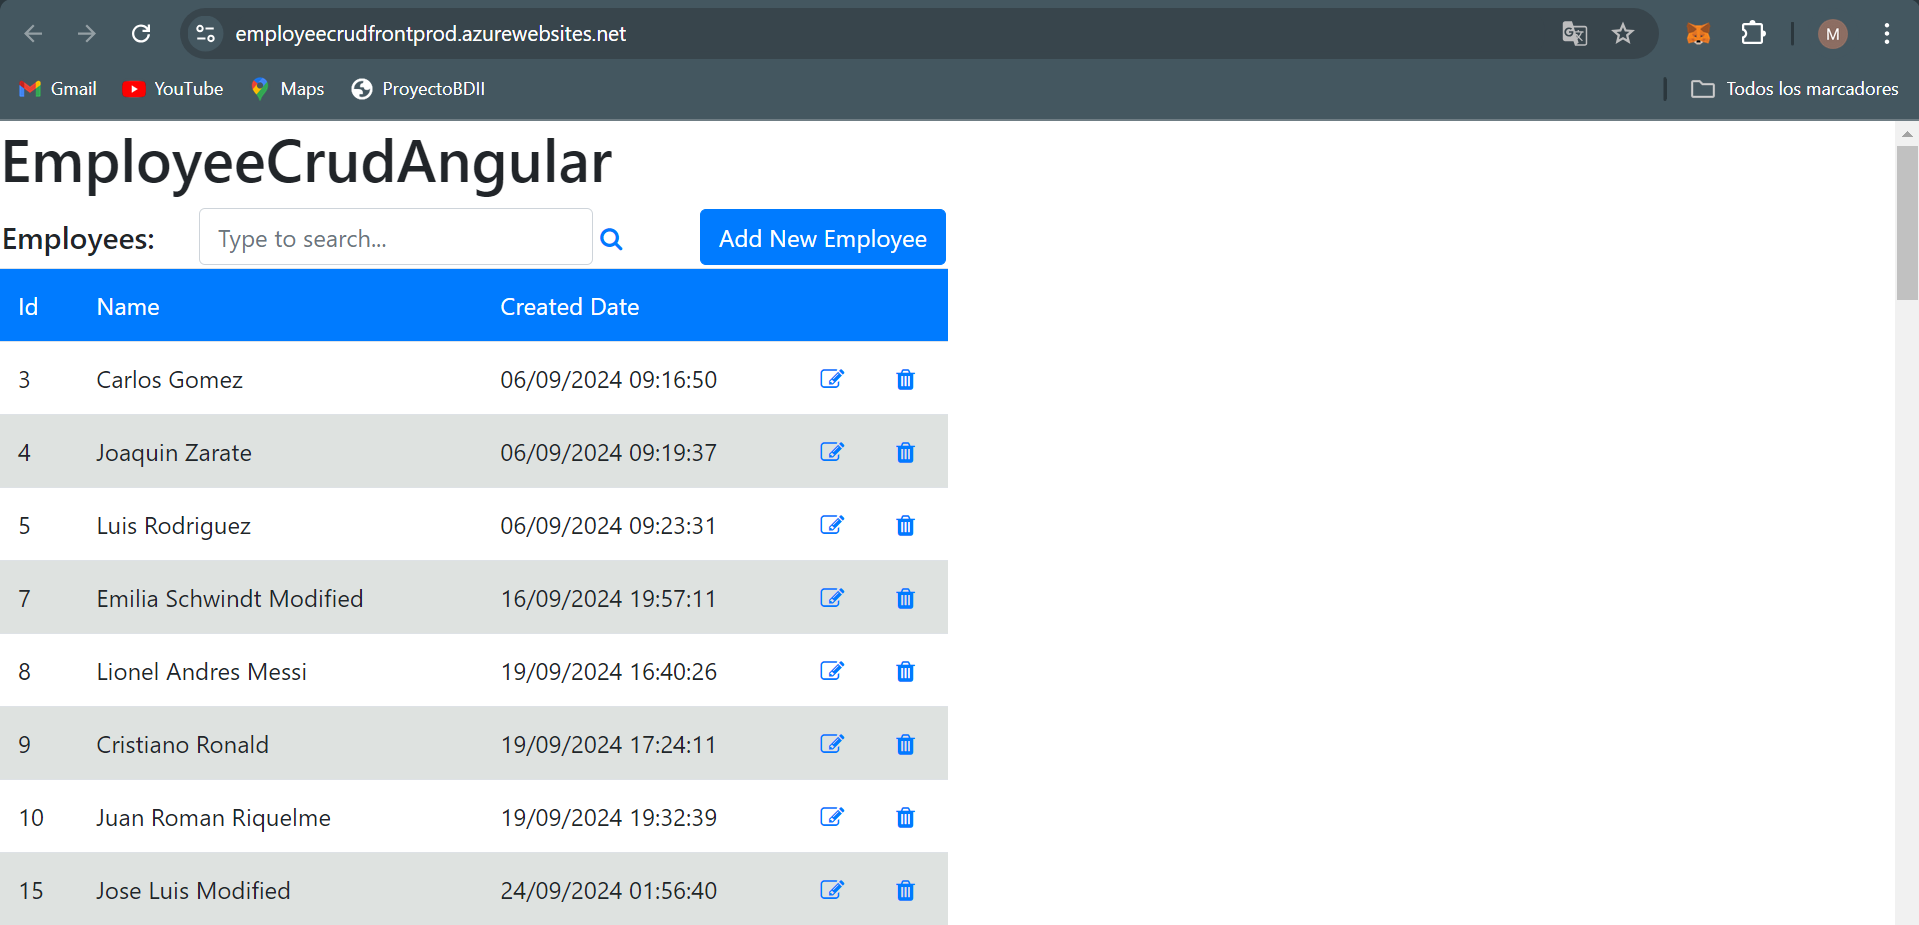 employeecrudfrontprod.azurewebsites.net
M
Gmail YouTube Maps ProyectoBDII Todos los marcadores
EmployeeCrudAngular
Employees: Type to search... Add New Employee
Id Name Created Date
3 Carlos Gomez 06/09/2024 09:16:50
4 Joaquin Zarate 06/09/2024 09:19:37
5 Luis Rodriguez 06/09/2024 09:23:31
7 Emilia Schwindt Modified 16/09/2024 19:57:11
8 Lionel Andres Messi 19/09/2024 16:40:26
9 Cristiano Ronald 19/09/2024 17:24:11
10 Juan Roman Riquelme 19/09/2024 19:32:39
15 Jose Luis Modified 24/09/2024 01:56:40